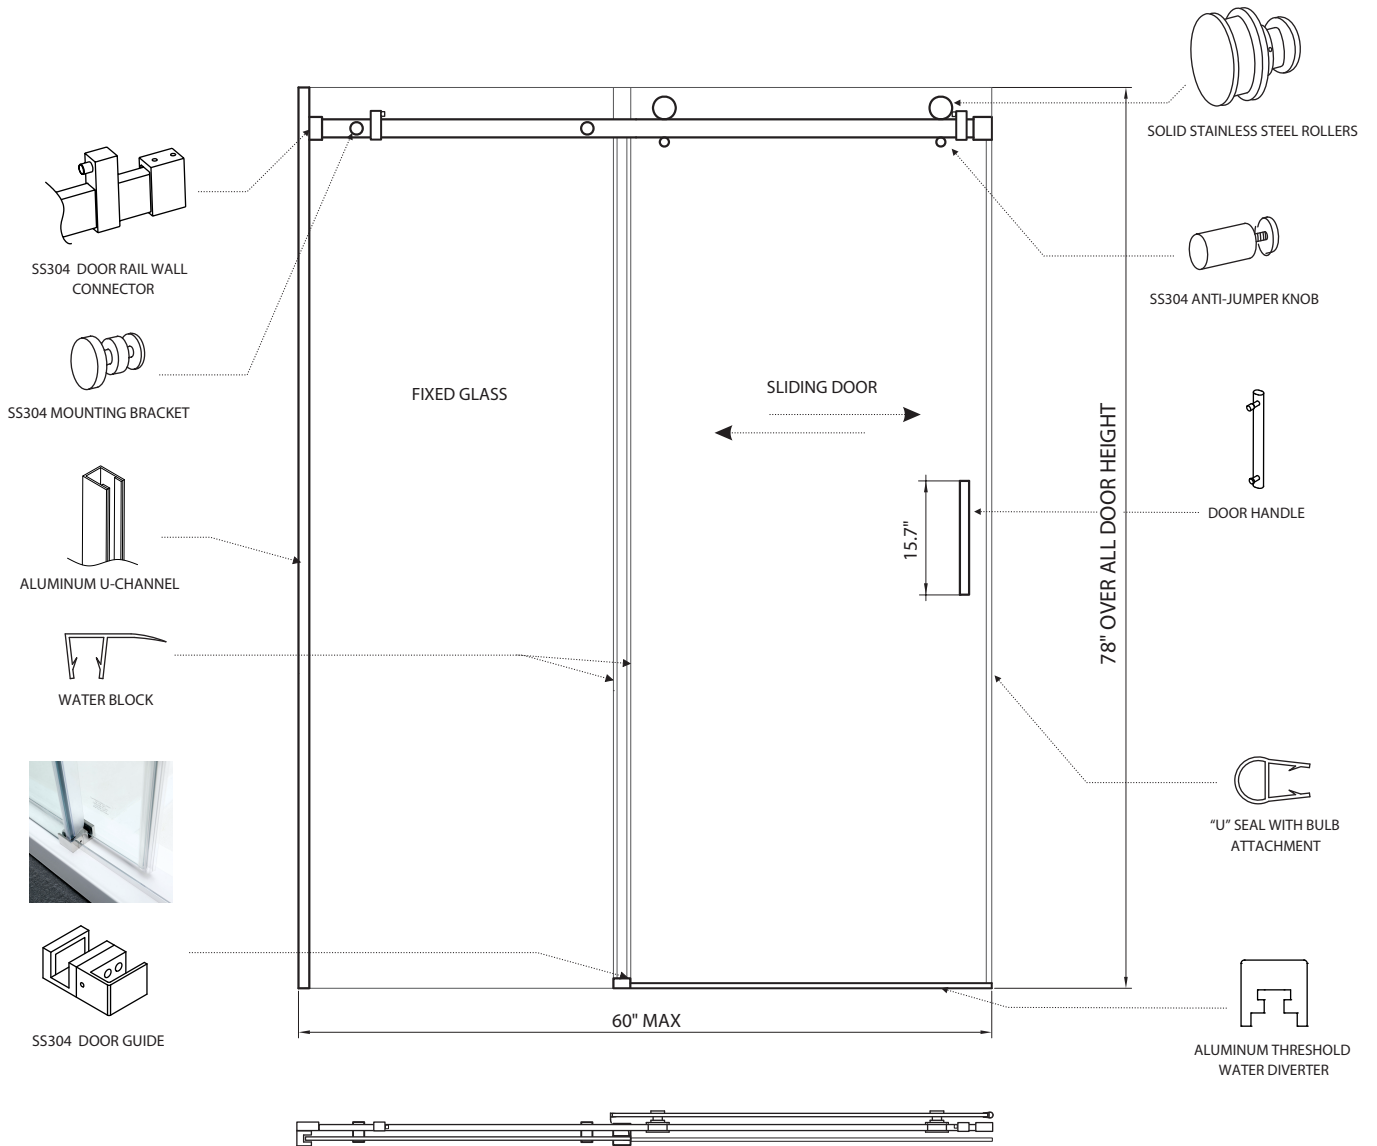 SOLID STAINLESS STEEL ROLLERS
SS304 DOOR RAIL WALL
CONNECTOR
SS304 ANTI-JUMPER KNOB
SS304 MOUNTING BRACKET
FIXED GLASS
SLIDING DOOR
78" OVER ALL DOOR HEIGHT
15.7"
DOOR HANDLE
ALUMINUM U-CHANNEL
WATER BLOCK
“U” SEAL WITH BULB
ATTACHMENT
SS304 DOOR GUIDE
60" MAX
ALUMINUM THRESHOLD
WATER DIVERTER